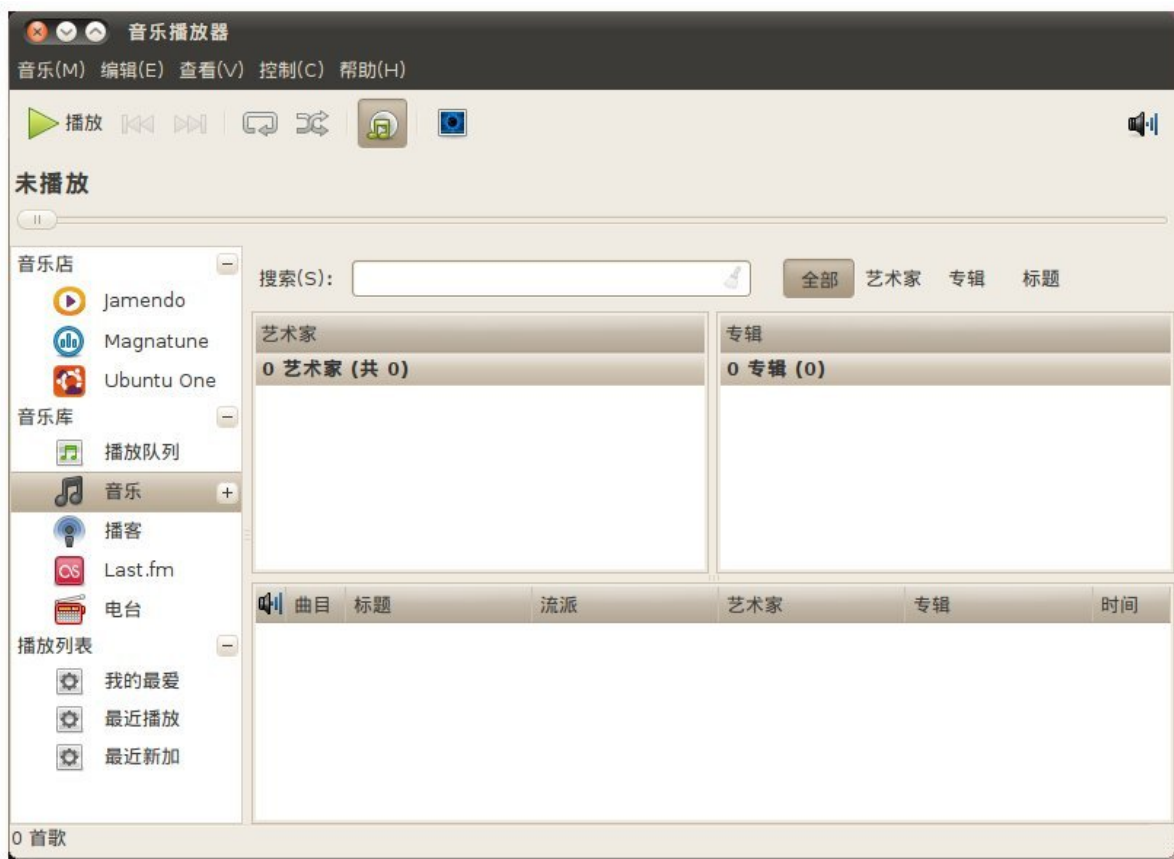 音乐播放器
音乐(M) 编辑(E) 查看(V) 控制(C) 帮助(H)
播放
未播放
音乐店
Jamendo
Magnatune
Ubuntu One
音乐库
播放队列
音乐
播客
Last.fm
电台
播放列表
我的最爱
最近播放
最近新加
搜索(S): 全部 艺术家 专辑 标题
艺术家
0 艺术家 (共 0)
专辑
0 专辑 (0)
曲目 标题 流派 艺术家 专辑 时间
0 首歌